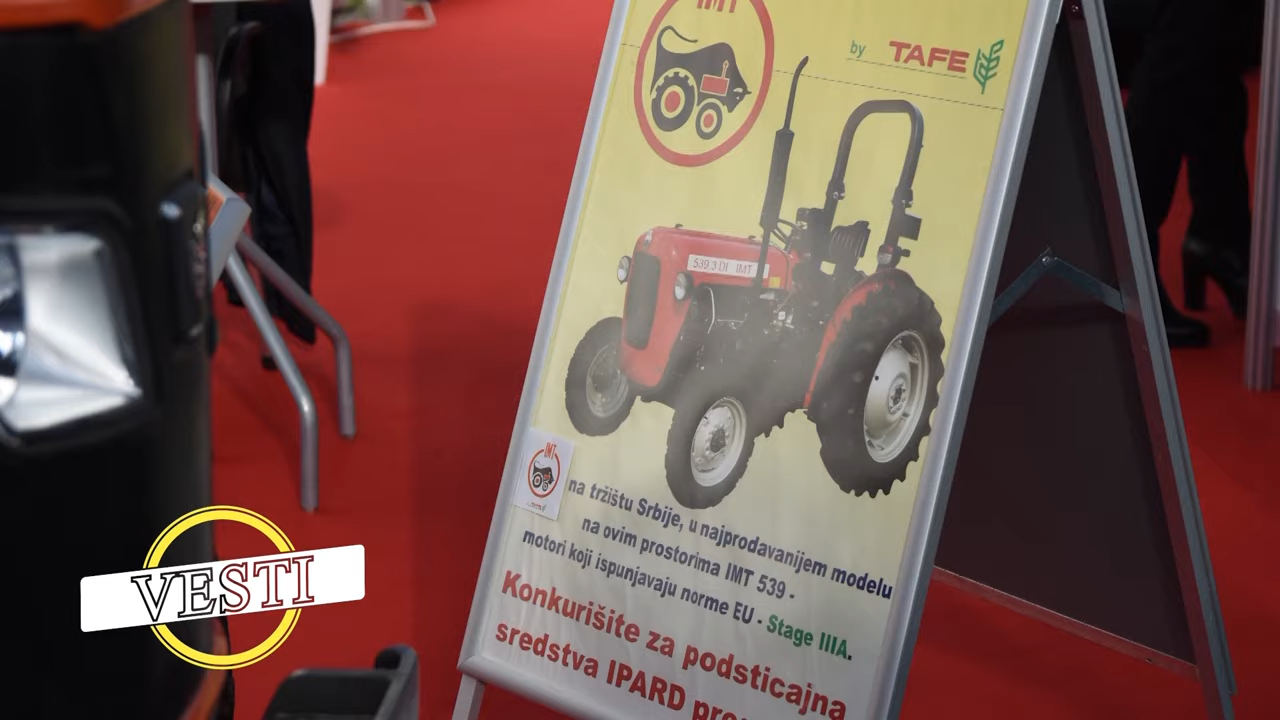 IMT
by TAFE
539.3 DI IMT
IMT
na tržištu Srbije, u najprodavanijem modelu
na ovim prostorima IMT 539 -
motori koji ispunjavaju norme EU - Stage IIIA.
Konkurišite za podsticajna
sredstva IPARD
VESTI